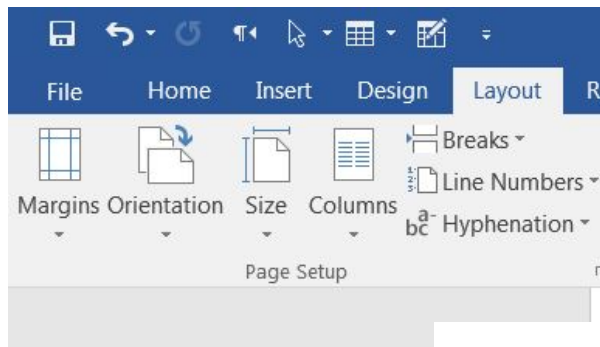 File Home Insert Design Layout R
Breaks
Line Numbers
Margins Orientation Size Columns
Hyphenation
Page Setup